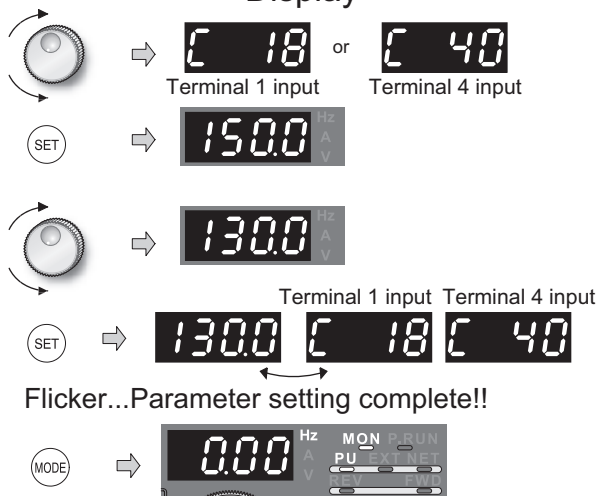 Display
C 18 or C 40
Terminal 1 input Terminal 4 input
SET
150.0 Hz
A
V
130.0 Hz
A
V
Terminal 1 input Terminal 4 input
SET 130.0 C 18 C 40
Flicker...Parameter setting complete!!
MODE 0.00 Hz MON P.RUN
A PU EXT NET
V REV FWD